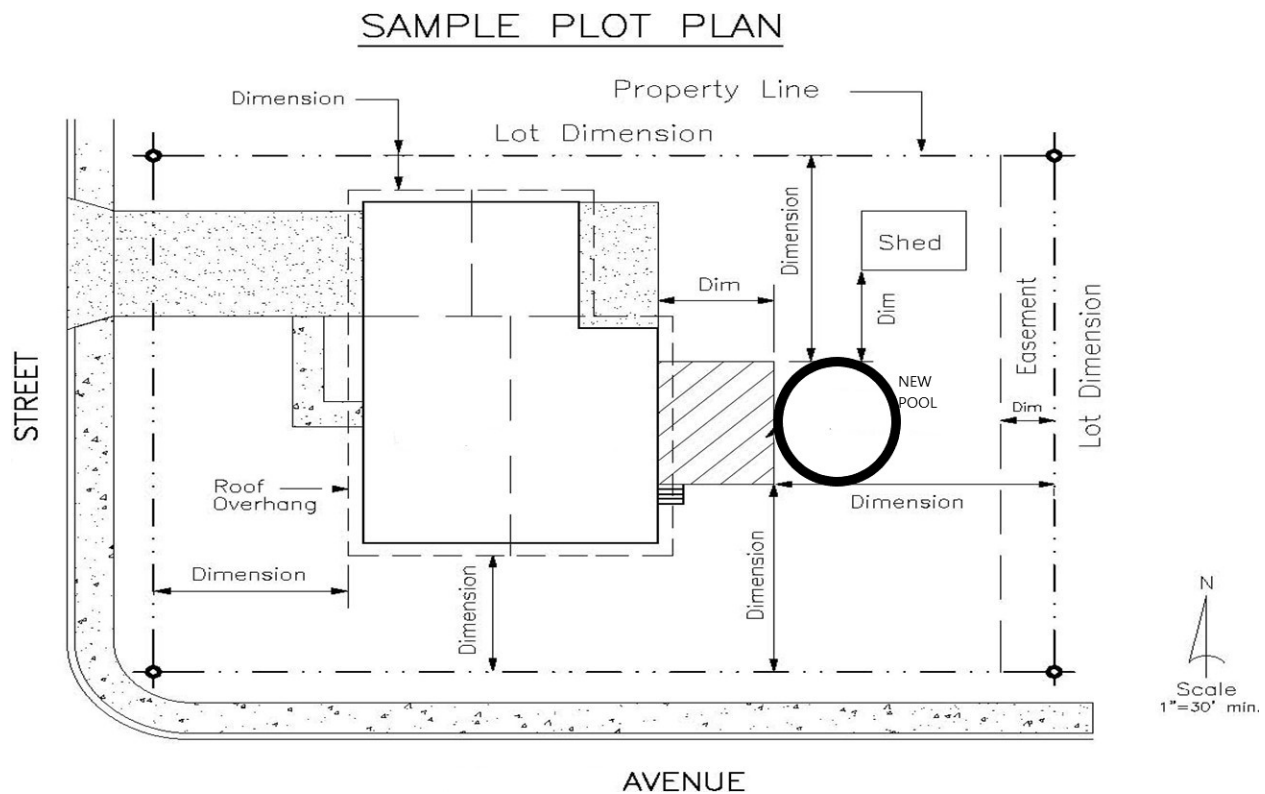 SAMPLE PLOT PLAN
Property Line
Dimension
Lot Dimension
Dimension
Shed
Dim
Dim
Easement
Lot Dimension
STREET
NEW
POOL
Dim
Roof
Overhang
Dimension
Dimension
Dimension
Dimension
N
Scale
1"=30' min.
AVENUE